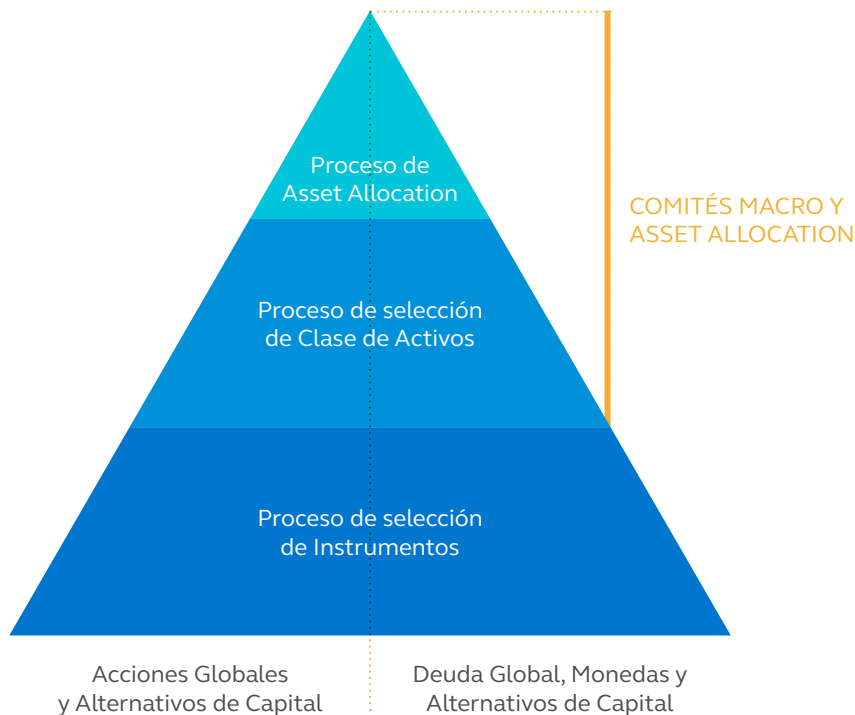 Proceso de
Asset Allocation
COMITÉS MACRO Y
ASSET ALLOCATION
Proceso de selección
de Clase de Activos
Proceso de selección
de Instrumentos
Acciones Globales
y Alternativos de Capital
Deuda Global, Monedas y
Alternativos de Capital